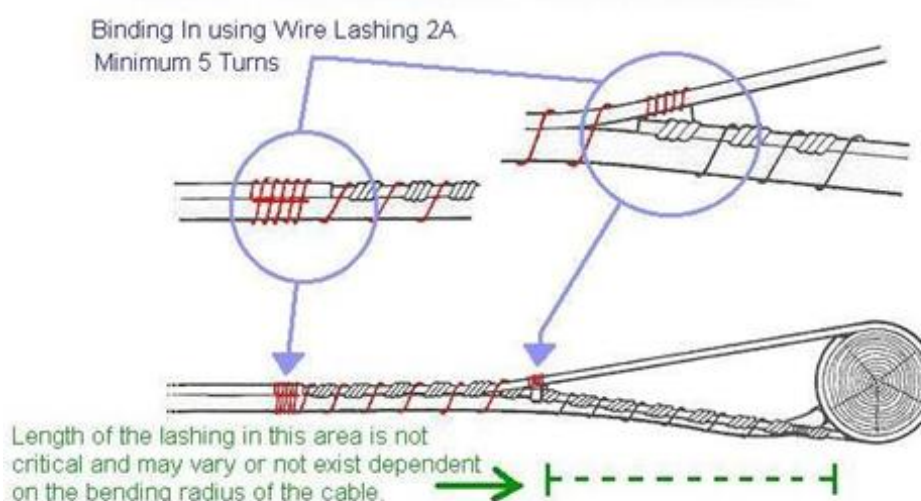 Binding In using Wire Lashing 2A
Minimum 5 Turns
Length of the lashing in this area is not
critical and may vary or not exist dependent
on the bending radius of the cable.